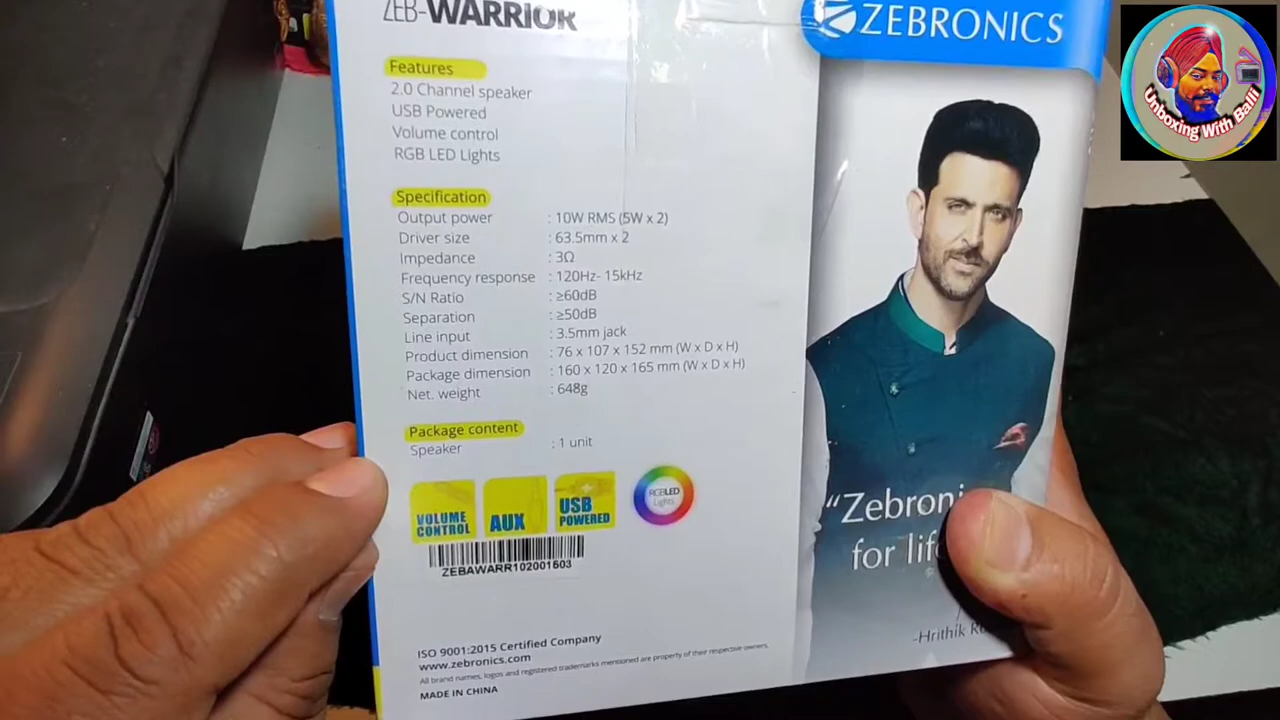 ZEB-WARRIOR
ZEBRONICS
Unboxing With Balli
Features
2.0 Channel speaker
USB Powered
Volume control
RGB LED Lights
Specification
Output power : 10W RMS (5W x 2)
Driver size : 63.5mm x 2
Impedance : 3Ω
Frequency response : 120Hz- 15kHz
S/N Ratio : ≥60dB
Separation : ≥50dB
Line input : 3.5mm jack
Product dimension : 76 x 107 x 152 mm (W x D x H)
Package dimension : 160 x 120 x 165 mm (W x D x H)
Net. weight : 648g
Package content
Speaker : 1 unit
VOLUME
CONTROL
AUX
USB
POWERED
RGBLED
Lights
ZEBAWARR102001603
"Zebroni
for life
-Hrithik
ISO 9001:2015 Certified Company
www.zebronics.com
All brand names, logos and registered trademarks mentioned are property of their respective owners.
MADE IN CHINA